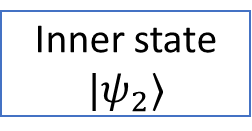 Inner state
|ψ₂⟩